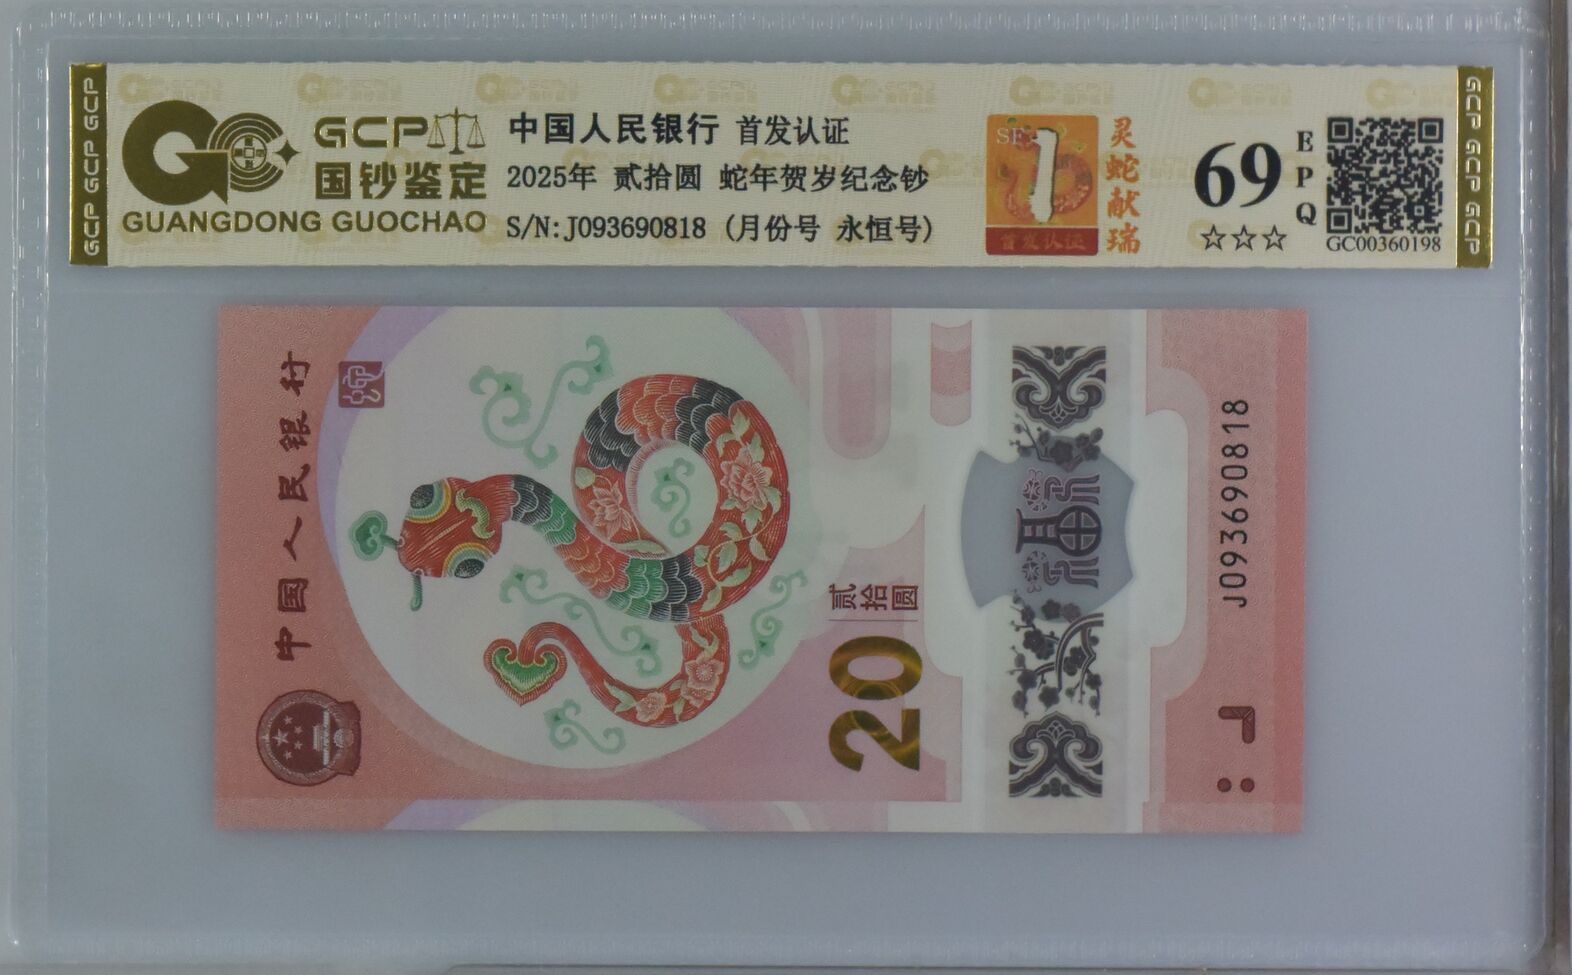 GCP GCP GCP
GCP
国钞鉴定
GUANGDONG GUOCHAO
中国人民银行 首发认证
2025年 贰拾圆 蛇年贺岁纪念钞
S/N:J093690818 (月份号 永恒号)
1
首发认证
灵蛇献瑞
69
EPQ
☆☆☆
GC00360198
GCP GCP GCP
中国人民银行
贰拾圆
20
福
J093690818